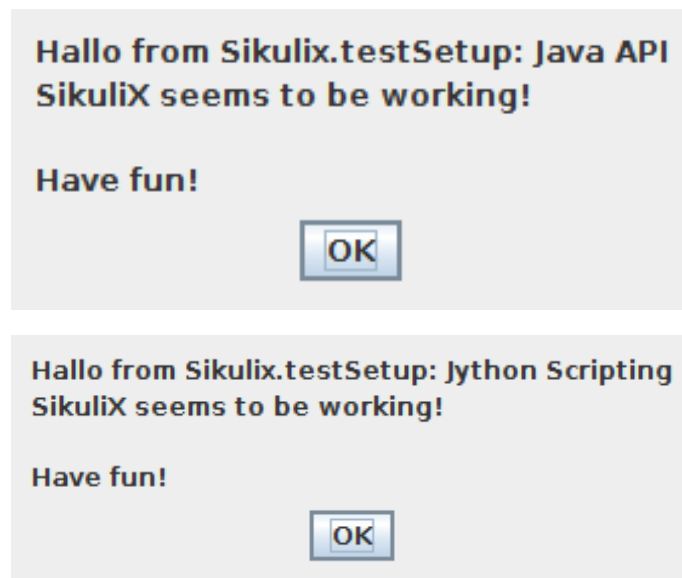 Hallo from Sikulix.testSetup: Java API
SikuliX seems to be working!
Have fun!
OK
Hallo from Sikulix.testSetup: Jython Scripting
SikuliX seems to be working!
Have fun!
OK